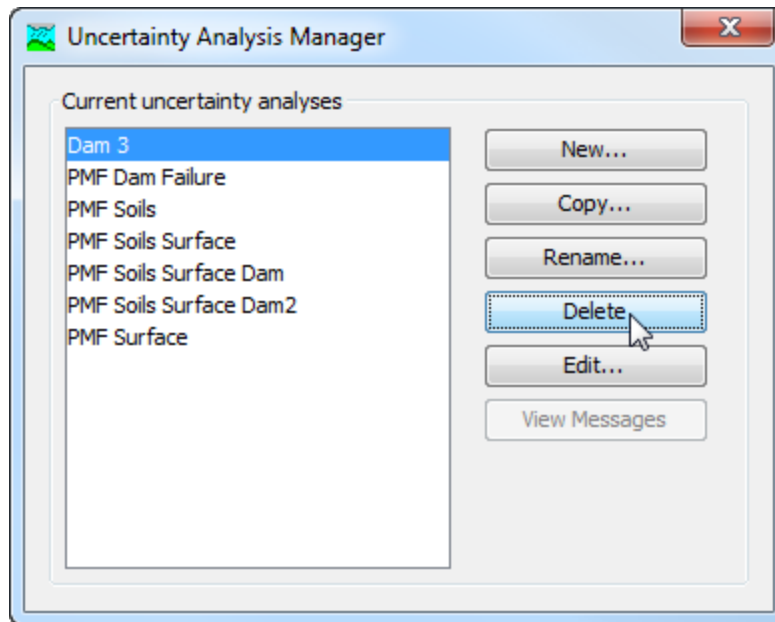 Uncertainty Analysis Manager
Current uncertainty analyses
Dam 3
PMF Dam Failure
PMF Soils
PMF Soils Surface
PMF Soils Surface Dam
PMF Soils Surface Dam2
PMF Surface
New...
Copy...
Rename...
Delete
Edit...
View Messages